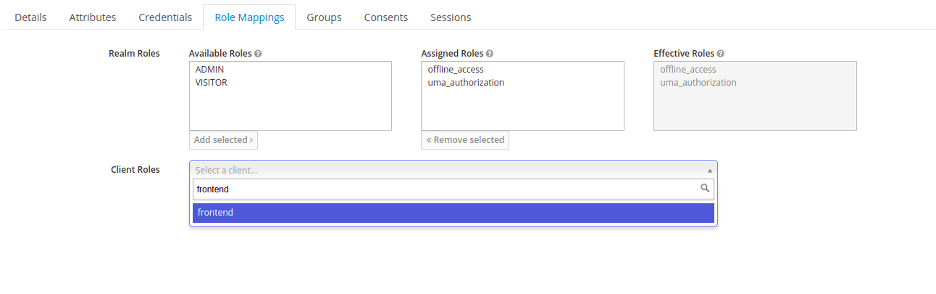 Details Attributes Credentials Role Mappings Groups Consents Sessions
Realm Roles Available Roles Assigned Roles Effective Roles
ADMIN offline_access offline_access
VISITOR uma_authorization uma_authorization
Add selected › « Remove selected
Client Roles Select a client...
frontend
frontend